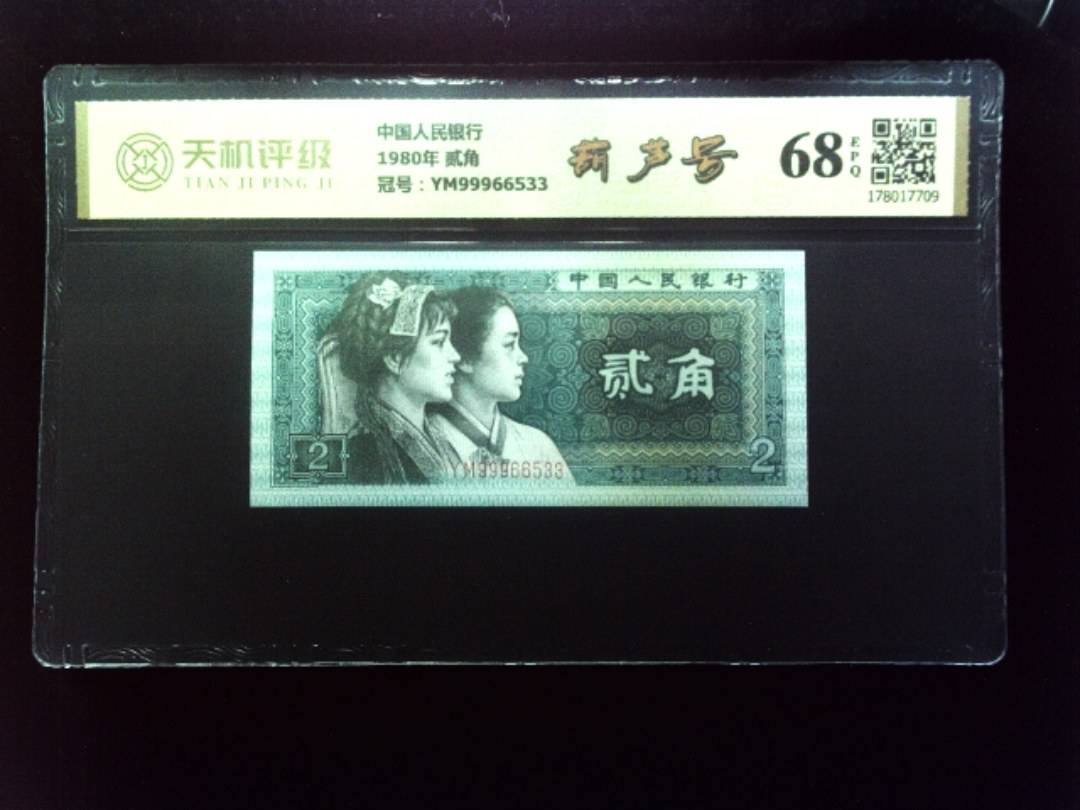 天机评级
TIAN JI PING JI
中国人民银行
1980年 贰角
冠号：YM99966533
葫芦号
68
EPQ
178017709
中国人民银行
贰角
2
YM99966533
2